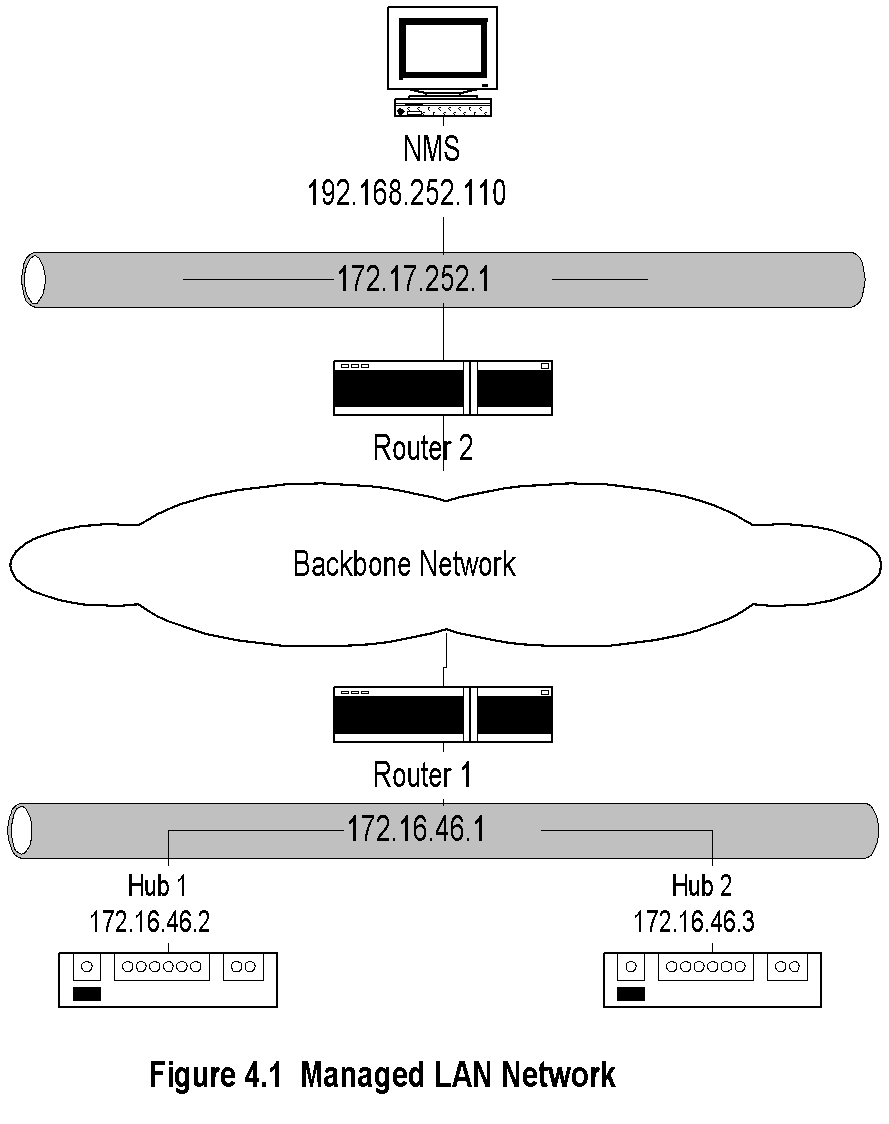 NMS
192.168.252.110
172.17.252.1
Router 2
Backbone Network
Router 1
172.16.46.1
Hub 1
172.16.46.2
Hub 2
172.16.46.3
Figure 4.1 Managed LAN Network